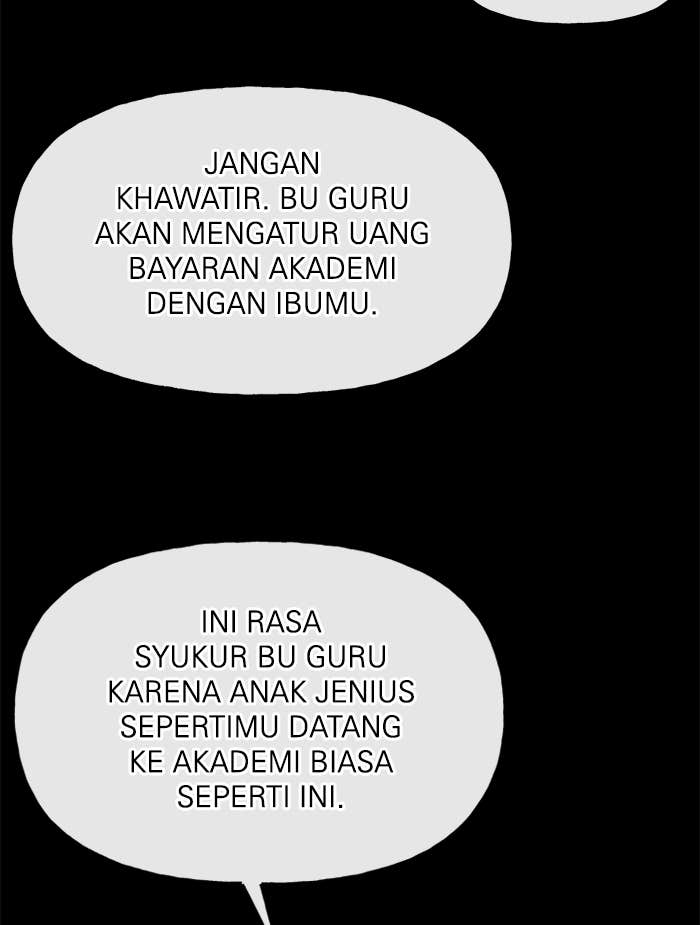 JANGAN
KHAWATIR. BU GURU
AKAN MENGATUR UANG
BAYARAN AKADEMI
DENGAN IBUMU.
INI RASA
SYUKUR BU GURU
KARENA ANAK JENIUS
SEPERTIMU DATANG
KE AKADEMI BIASA
SEPERTI INI.